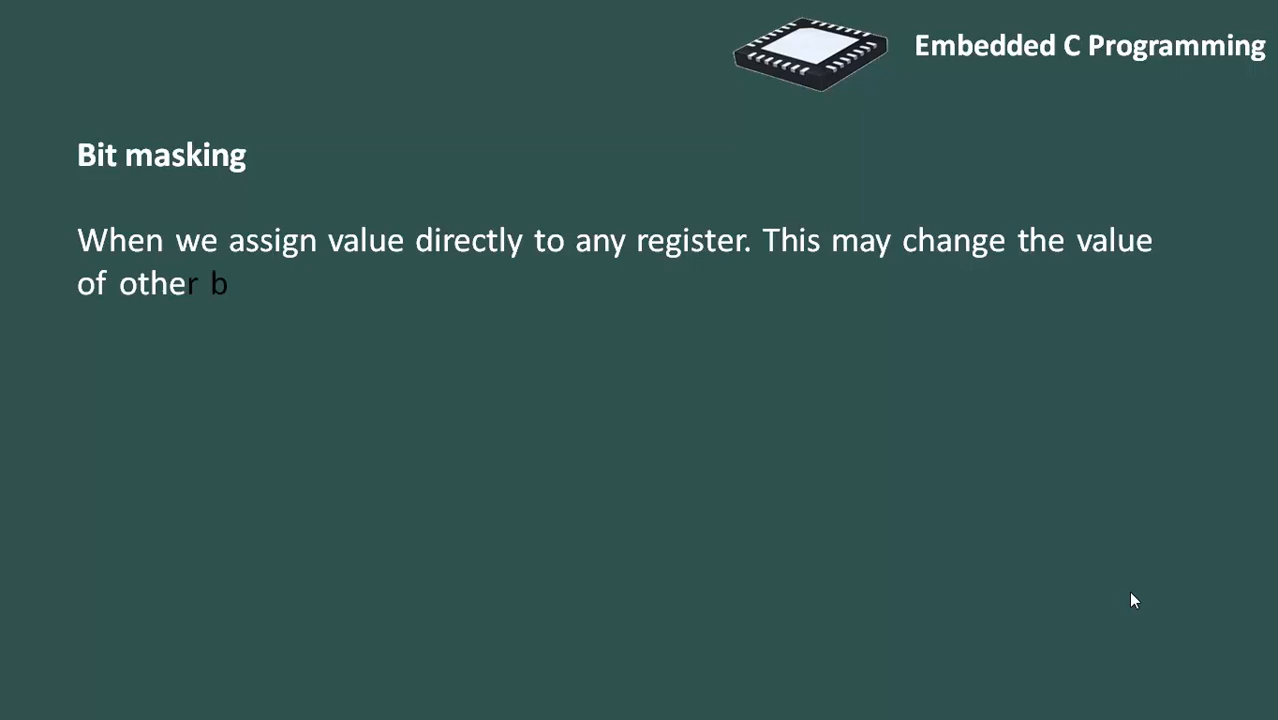 Embedded C Programming
Bit masking
When we assign value directly to any register. This may change the value
of other b